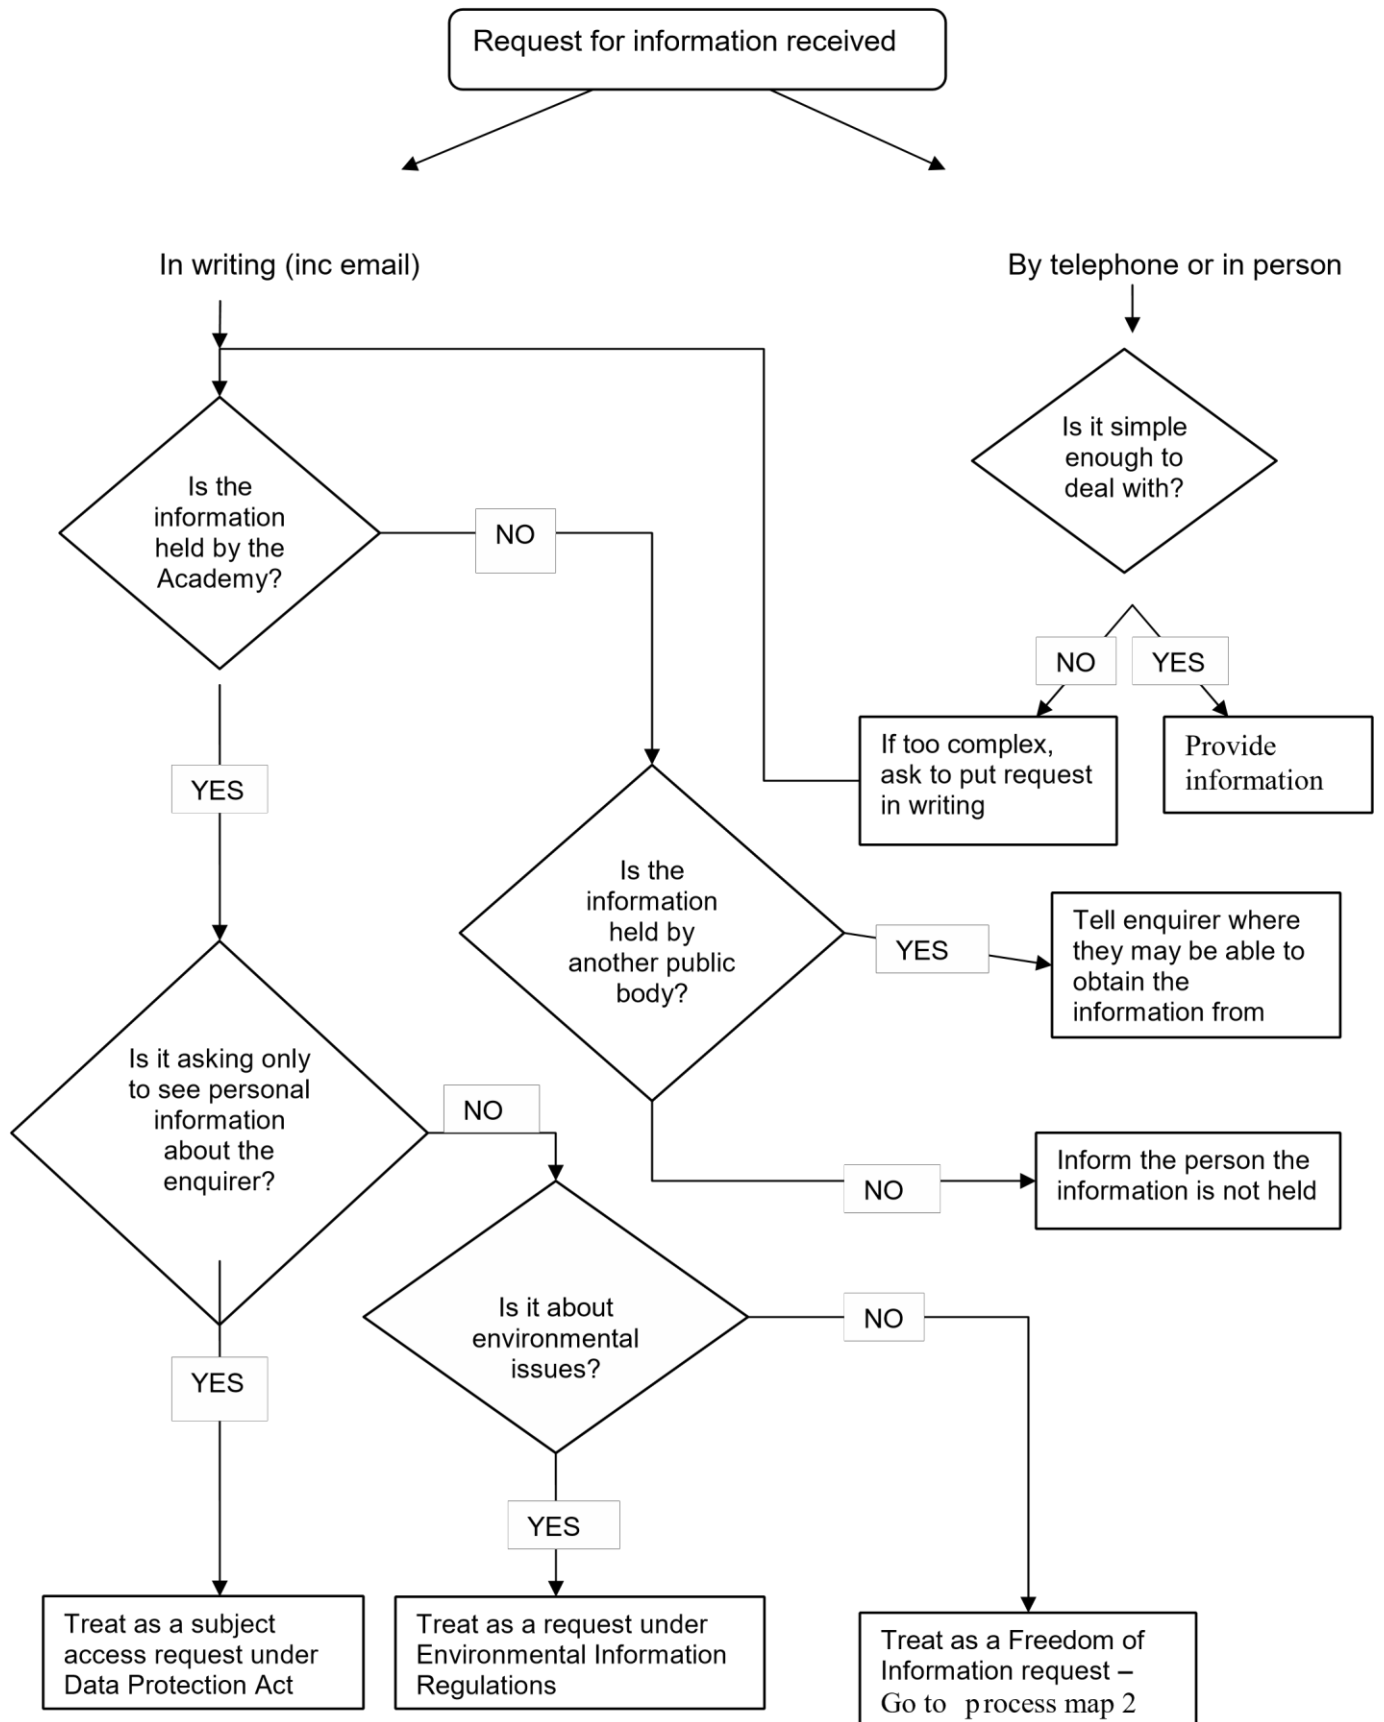 Request for information received
In writing (inc email)
By telephone or in person
Is it simple
enough to
deal with?
Is the
information
held by the
Academy?
NO
NO
YES
If too complex,
ask to put request
in writing
Provide
information
YES
Is the
information
held by
another public
body?
YES
Tell enquirer where
they may be able to
obtain the
information from
Is it asking only
to see personal
information
about the
enquirer?
NO
NO
Inform the person the
information is not held
Is it about
environmental
issues?
NO
YES
YES
Treat as a subject
access request under
Data Protection Act
Treat as a request under
Environmental Information
Regulations
Treat as a Freedom of
Information request –
Go to process map 2